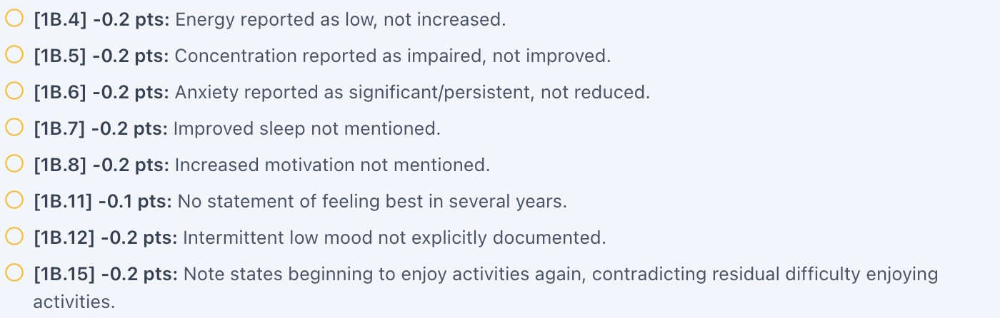 [1B.4] -0.2 pts: Energy reported as low, not increased.
[1B.5] -0.2 pts: Concentration reported as impaired, not improved.
[1B.6] -0.2 pts: Anxiety reported as significant/persistent, not reduced.
[1B.7] -0.2 pts: Improved sleep not mentioned.
[1B.8] -0.2 pts: Increased motivation not mentioned.
[1B.11] -0.1 pts: No statement of feeling best in several years.
[1B.12] -0.2 pts: Intermittent low mood not explicitly documented.
[1B.15] -0.2 pts: Note states beginning to enjoy activities again, contradicting residual difficulty enjoying
activities.